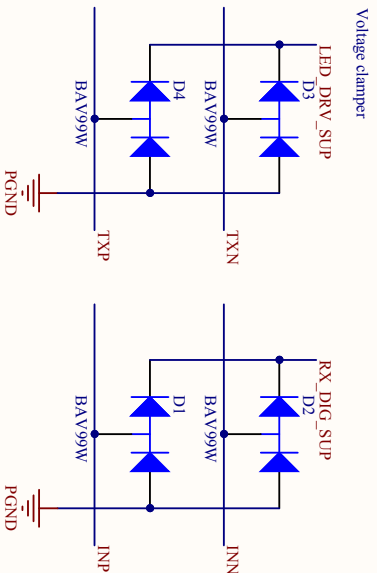 Voltage clamper
LED_DRV_SUP
D3
BAV99W
TXN
D4
BAV99W
TXP
PGND
RX_DIG_SUP
D2
BAV99W
INN
D1
BAV99W
INP
PGND